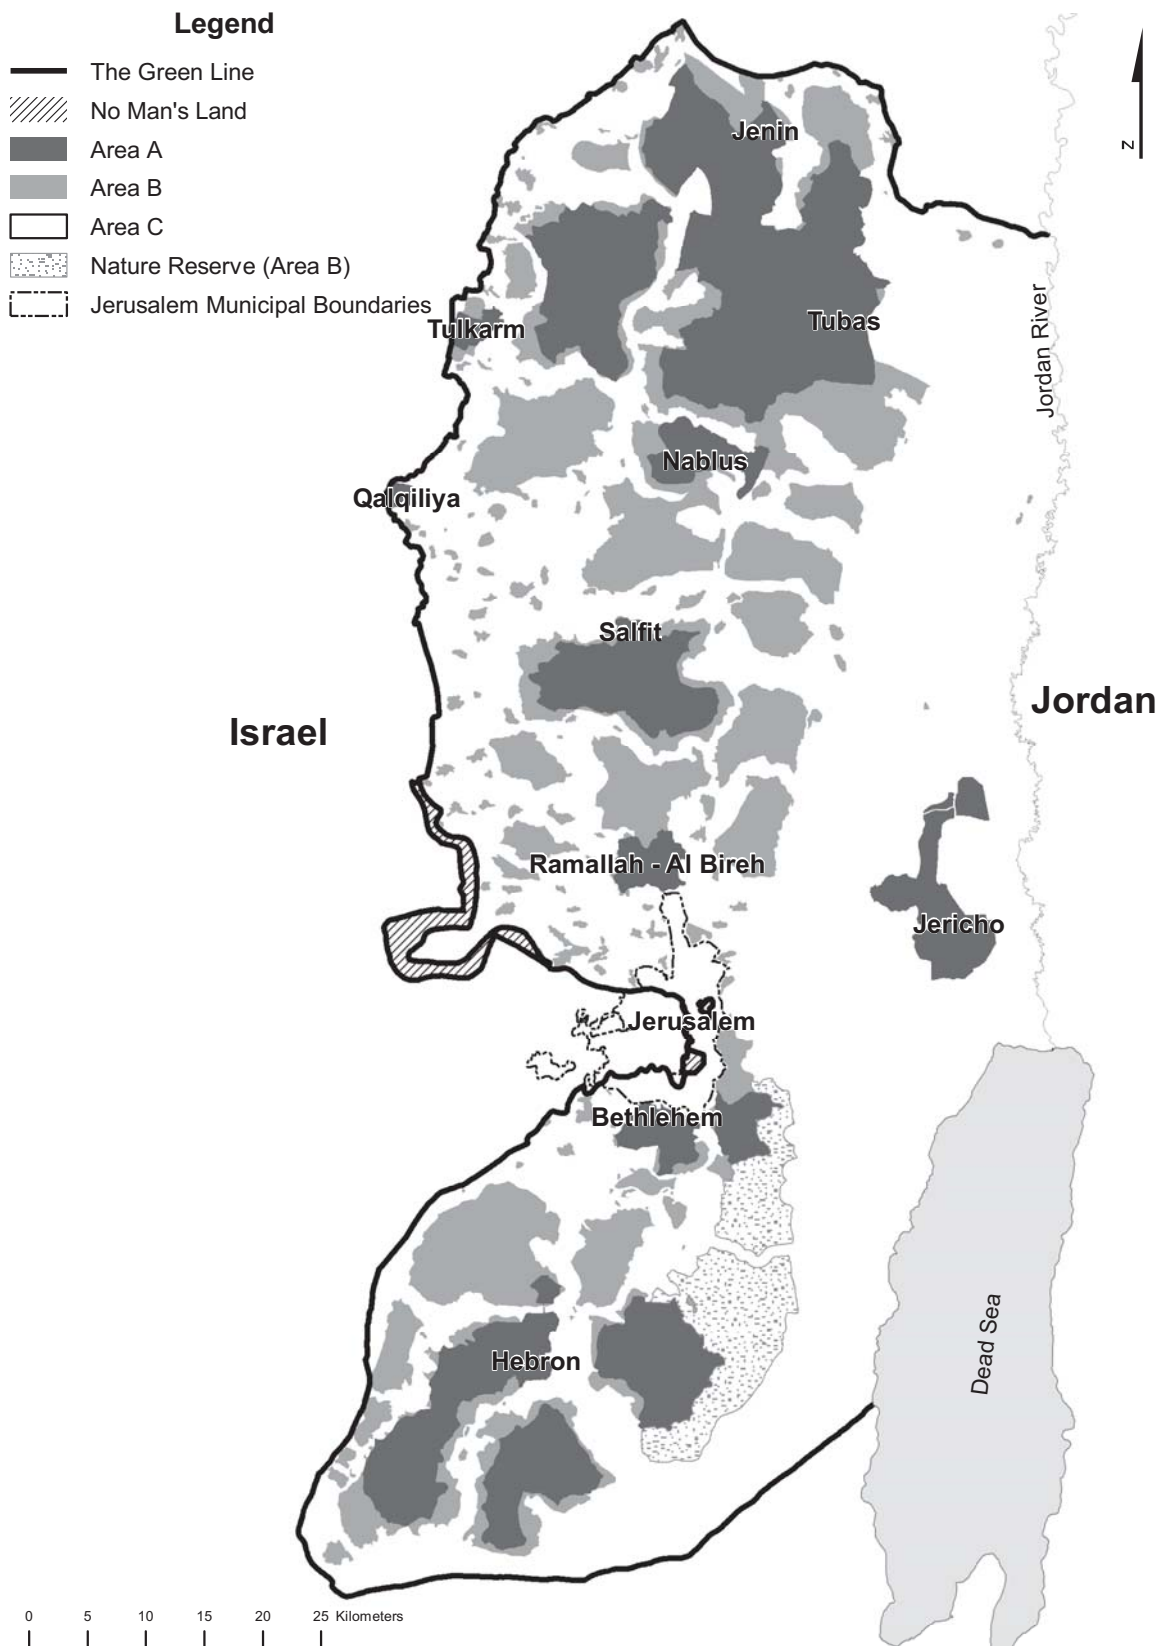 Legend
The Green Line
No Man's Land
Area A
Area B
Area C
Nature Reserve (Area B)
Jerusalem Municipal Boundaries
Z
Jenin
Tubas
Tulkarm
Jordan River
Nablus
Qalqiliya
Salfit
Israel
Jordan
Ramallah - Al Bireh
Jericho
Jerusalem
Bethlehem
Dead Sea
Hebron
0 5 10 15 20 25 Kilometers